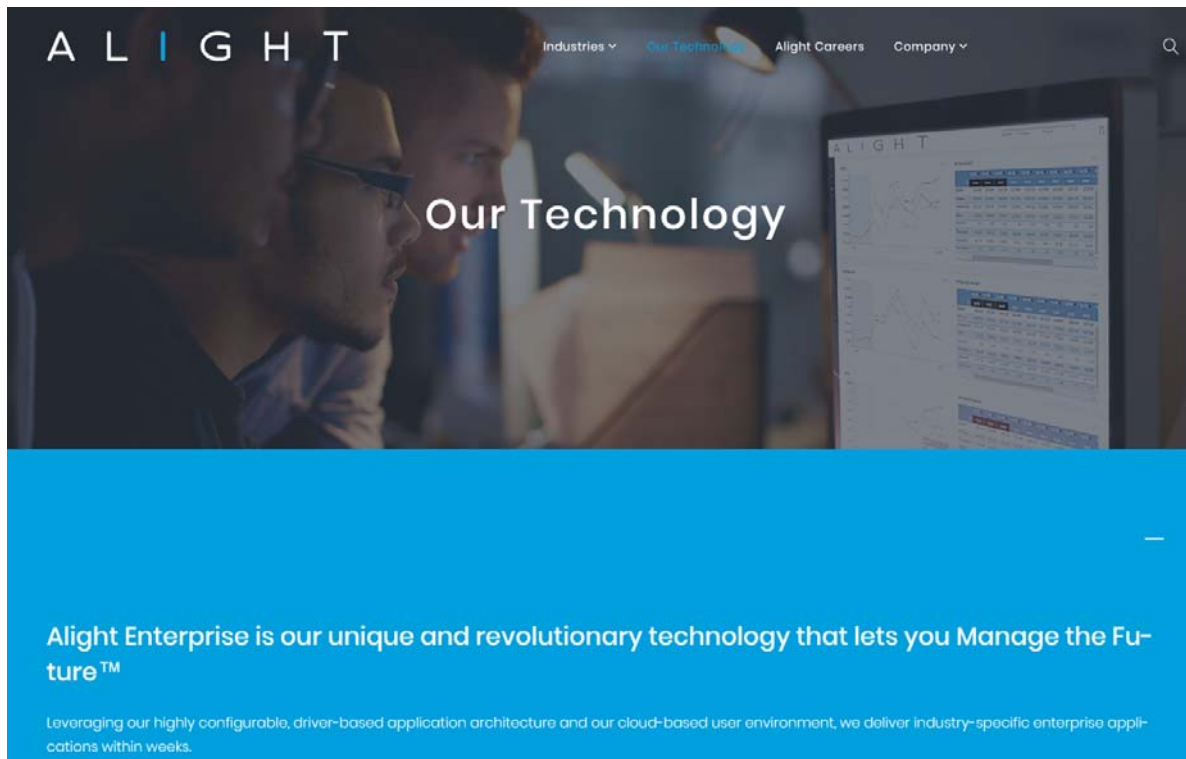 A L I G H T
Industries
Our Technology
Alight Careers
Company
A L I G H T
Our Technology
Alight Enterprise is our unique and revolutionary technology that lets you Manage the Fu-
ture™
Leveraging our highly configurable, driver-based application architecture and our cloud-based user environment, we deliver industry-specific enterprise appli-
cations within weeks.